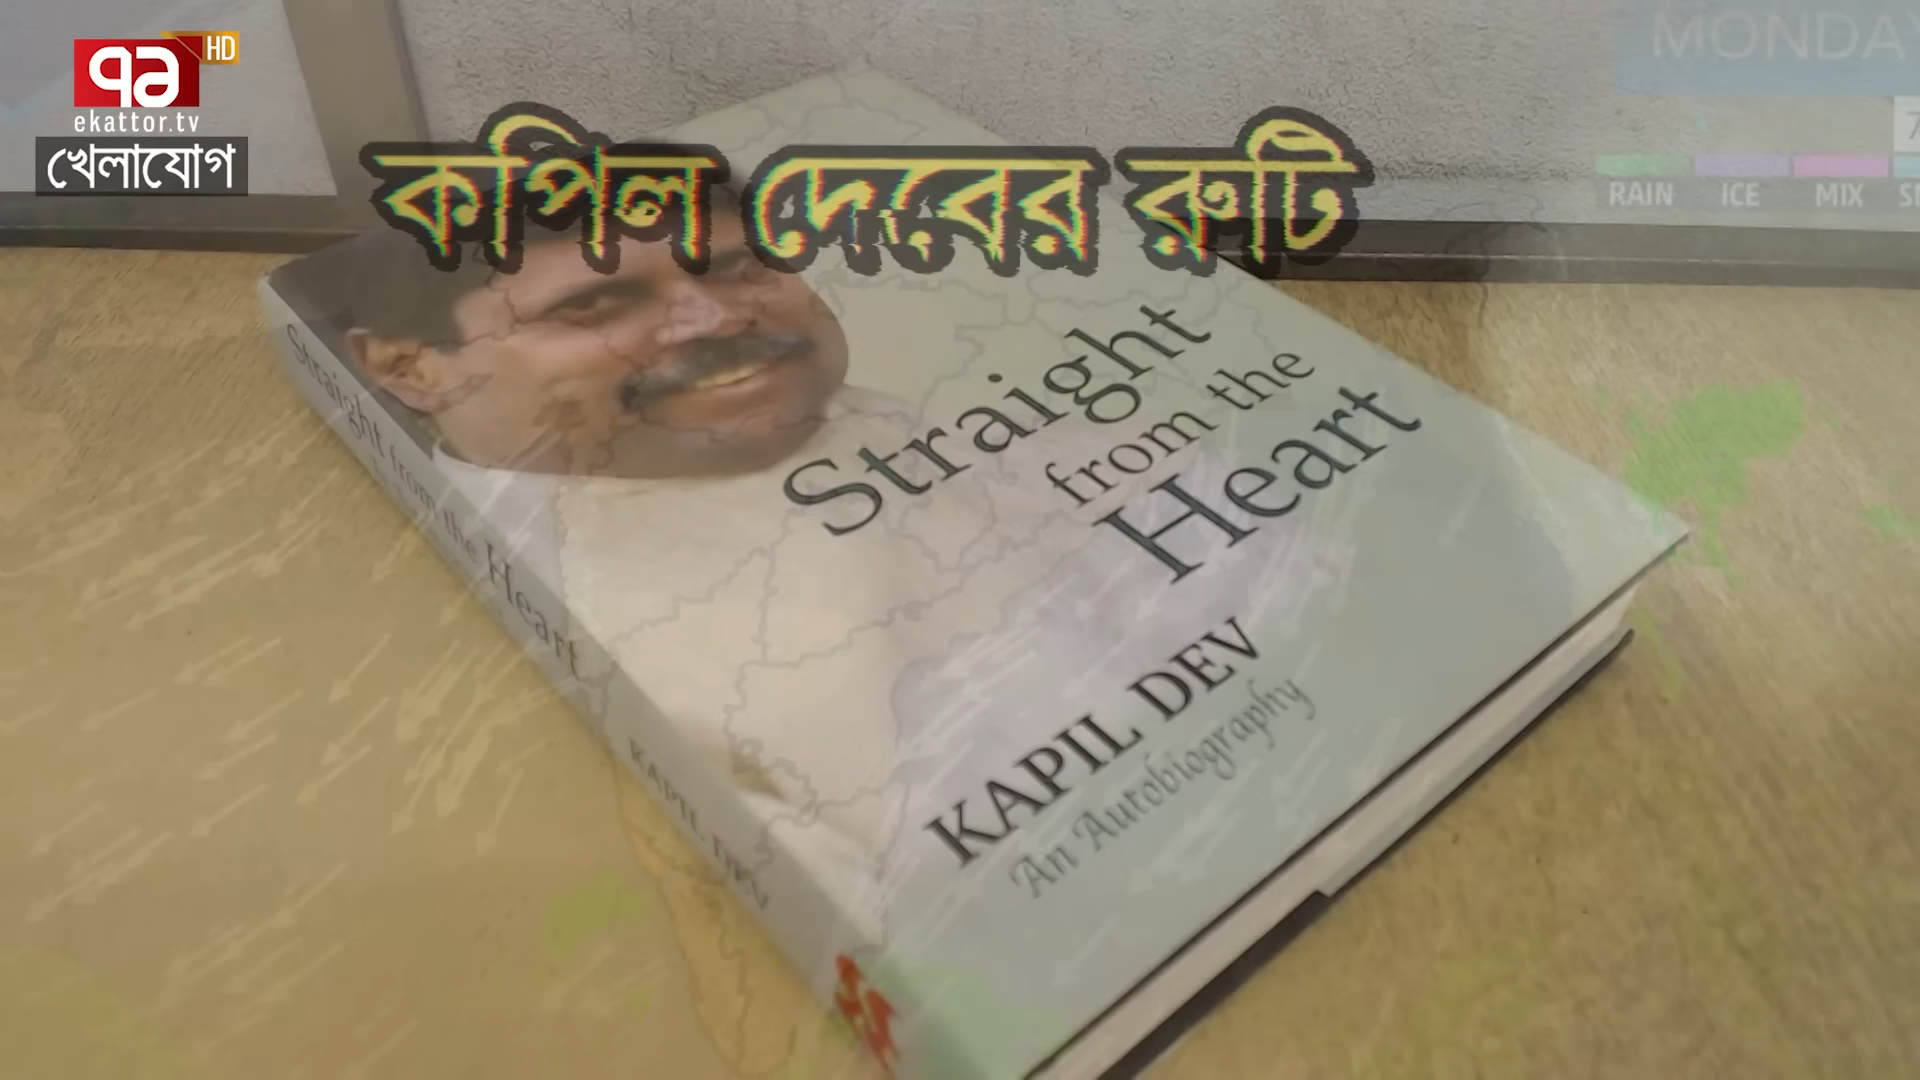 ৭১
HD
ekattor.tv
খেলাযোগ
কপিল দেবের রুটি
MONDAY
RAIN ICE MIX
Straight
from the
Heart
KAPIL DEV
An Autobiography
Straight from the Heart
KAPIL DEV